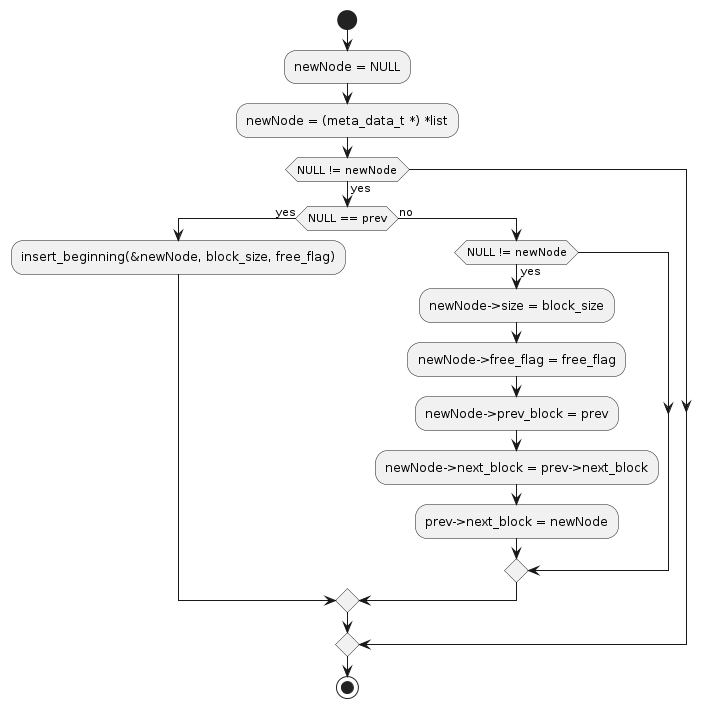 newNode = NULL
newNode = (meta_data_t *) *list
NULL != newNode
yes
yes
NULL == prev
no
insert_beginning(&newNode, block_size, free_flag)
NULL != newNode
yes
newNode->size = block_size
newNode->free_flag = free_flag
newNode->prev_block = prev
newNode->next_block = prev->next_block
prev->next_block = newNode